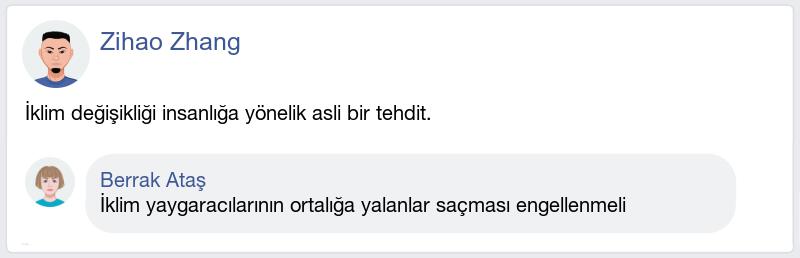 Zihao Zhang
İklim değişikliği insanlığa yönelik asli bir tehdit.
Berrak Ataş
İklim yaygaracılarının ortalığa yalanlar saçması engellenmeli